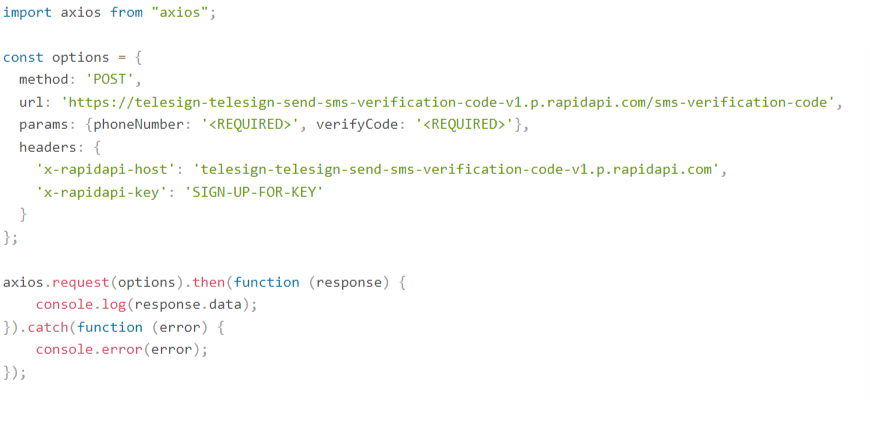 import axios from "axios";

const options = {
  method: 'POST',
  url: 'https://telesign-telesign-send-sms-verification-code-v1.p.rapidapi.com/sms-verification-code',
  params: {phoneNumber: '<REQUIRED>', verifyCode: '<REQUIRED>'},
  headers: {
    'x-rapidapi-host': 'telesign-telesign-send-sms-verification-code-v1.p.rapidapi.com',
    'x-rapidapi-key': 'SIGN-UP-FOR-KEY'
  }
};

axios.request(options).then(function (response) {
    console.log(response.data);
}).catch(function (error) {
    console.error(error);
});